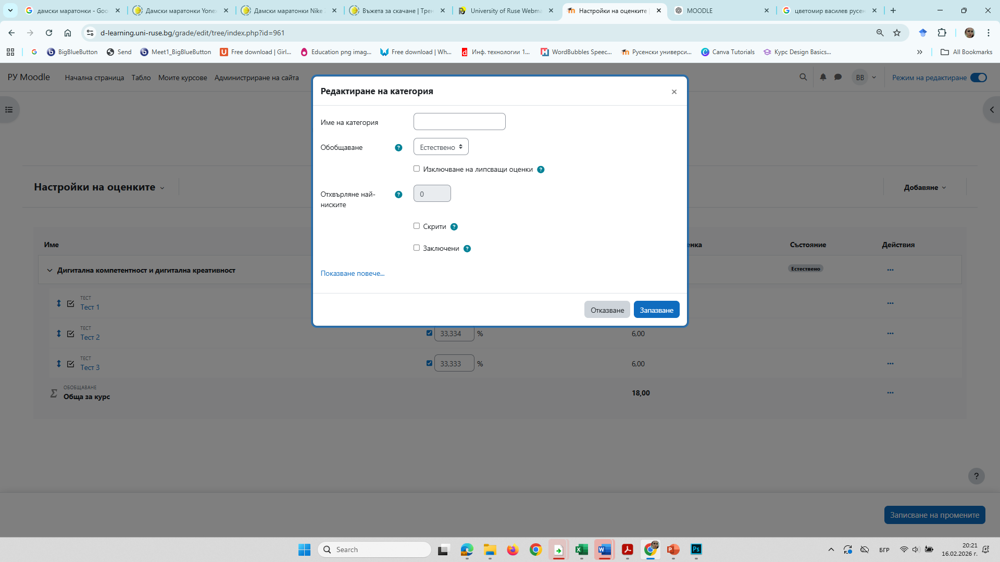 дамски маратонки - Goo
Дамски маратонки Yonex
Дамски маратонки Nike
Въжета за скачане | Трен
University of Ruse Webma
Настройки на оценките |
MOODLE
цветомир василев русен
d-learning.uni-ruse.bg/grade/edit/tree/index.php?id=961
BigBlueButton
Send
Meet1_BigBlueButton
Free download | Girl...
Education png imag...
Free download | Wh...
Инф. технологии 1...
WordBubbles Speec...
Русенски универси...
Canva Tutorials
Курс Design Basics...
All Bookmarks
РУ Moodle
Начална страница
Табло
Моите курсове
Администриране на сайта
ВВ
Режим на редактиране
Редактиране на категория
Име на категория
Обобщаване
?
Естествено
Изключване на липсващи оценки
?
Отхвърляне най-
ниските
?
0
Скрити
?
Заключени
?
Показване повече...
Отказване
Запазване
Настройки на оценките
Добавяне
Име
енка
Състояние
Действия
Дигитална компетентност и дигитална креативност
Естествено
ТЕСТ
Тест 1
ТЕСТ
Тест 2
33,334
%
6,00
ТЕСТ
Тест 3
33,333
%
6,00
ОБОБЩАВАНЕ
Обща за курс
18,00
?
Записване на промените
Search
БГР
20:21
16.02.2026 г.